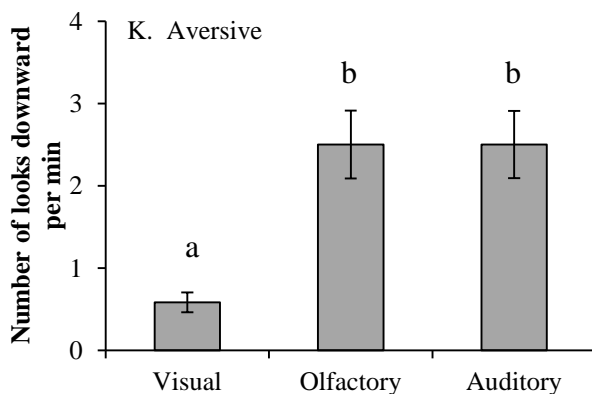 K. Aversive
Number of looks downward
per min
4
3
2
1
0
a
b
b
Visual
Olfactory
Auditory